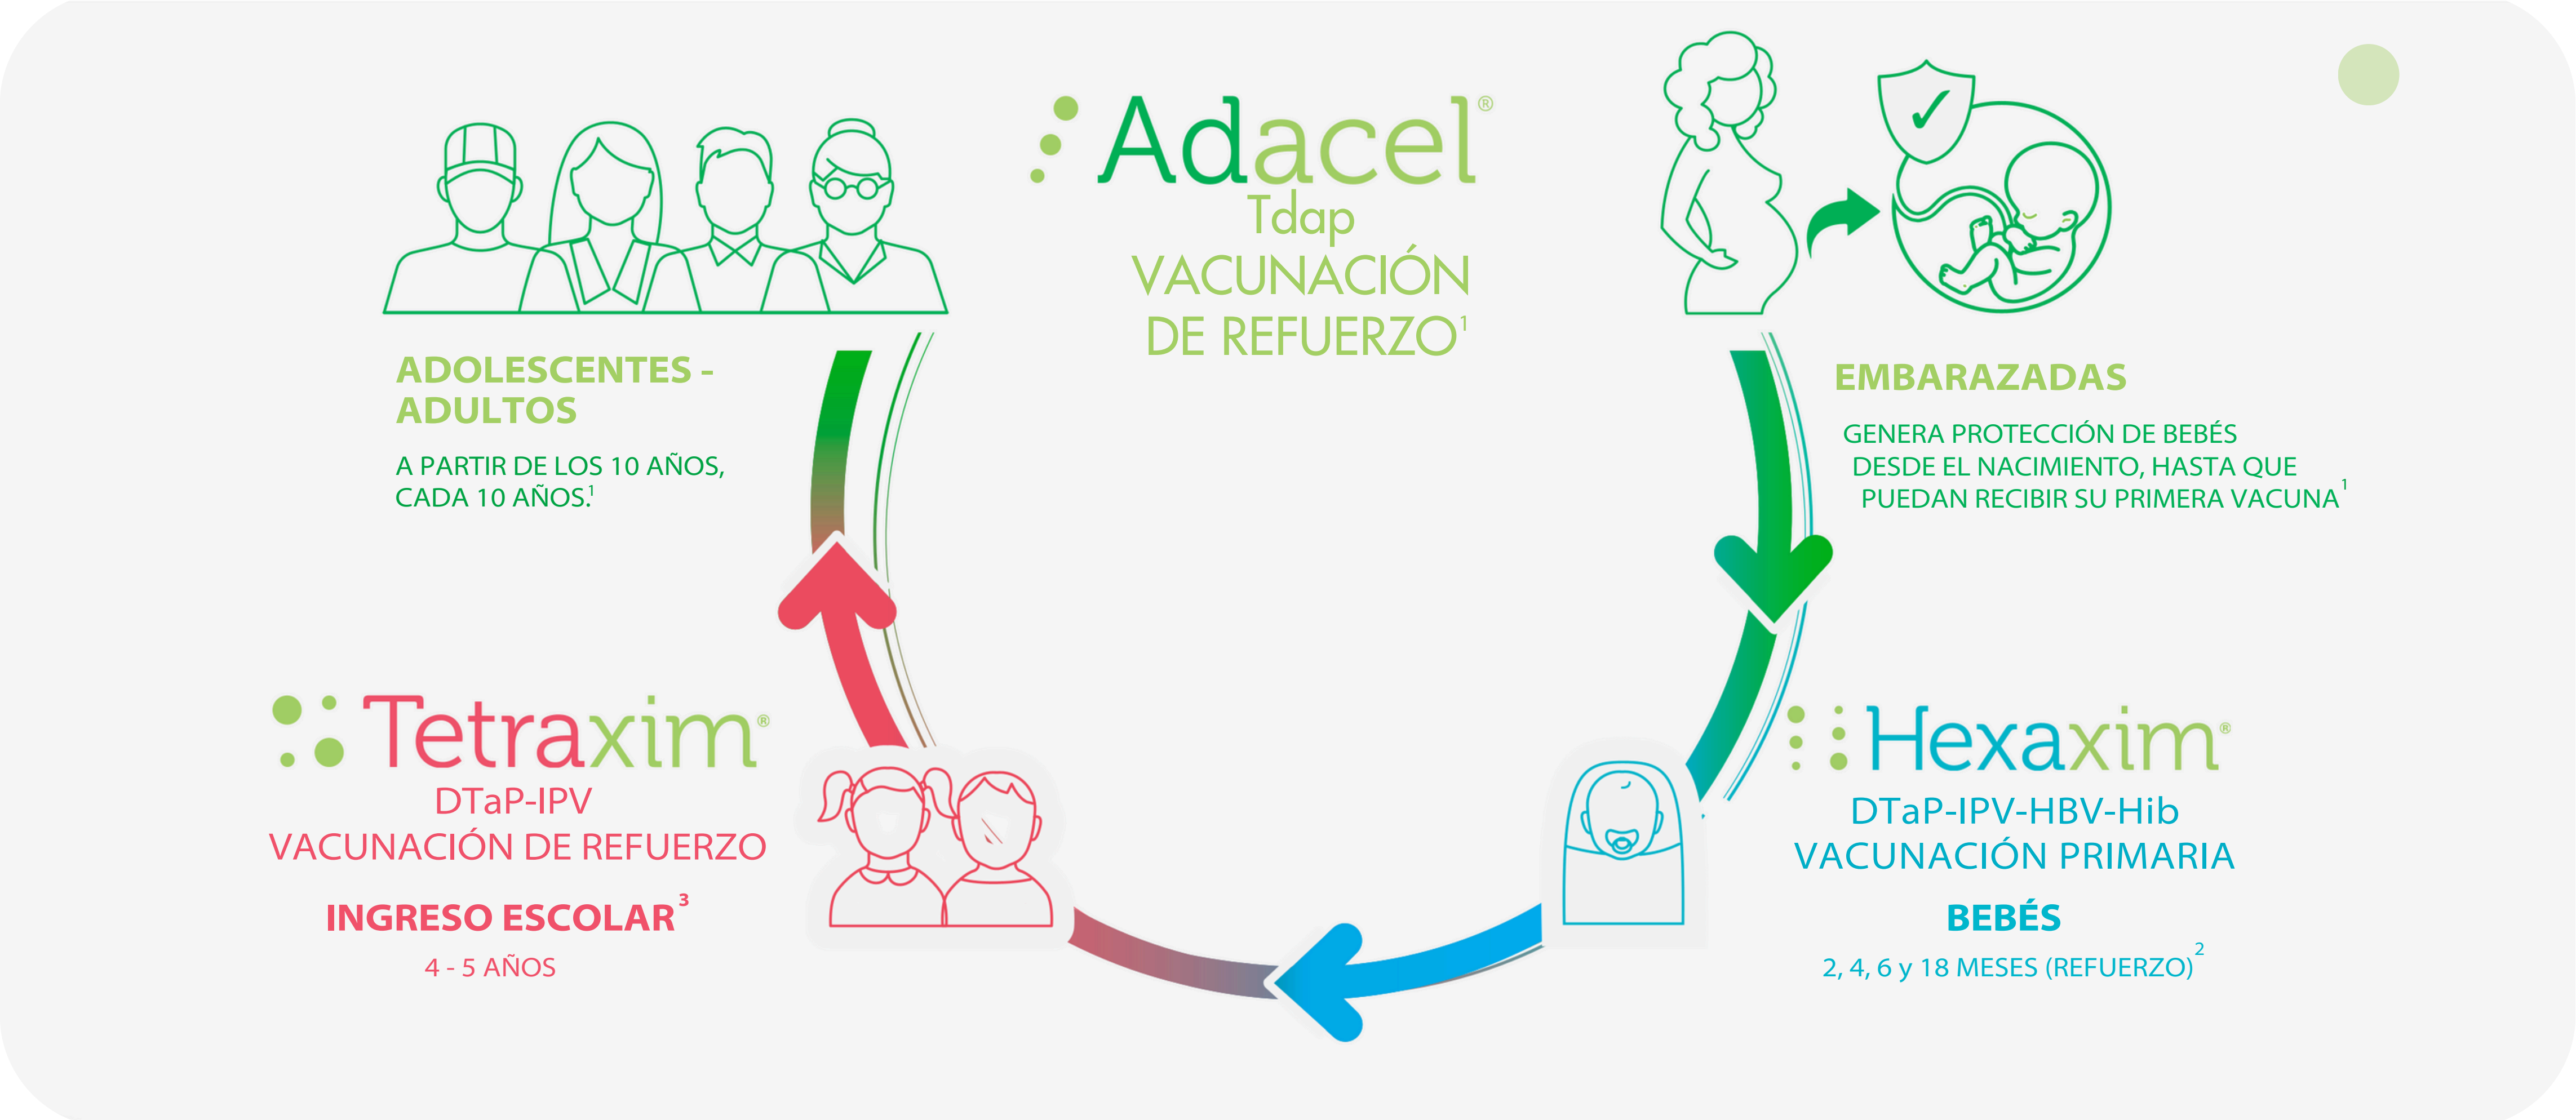 Adacel®
Tdap
VACUNACIÓN
DE REFUERZO¹
ADOLESCENTES -
ADULTOS
A PARTIR DE LOS 10 AÑOS,
CADA 10 AÑOS.¹
EMBARAZADAS
GENERA PROTECCIÓN DE BEBÉS
DESDE EL NACIMIENTO, HASTA QUE
PUEDAN RECIBIR SU PRIMERA VACUNA¹
Tetraxim®
DTaP-IPV
VACUNACIÓN DE REFUERZO
INGRESO ESCOLAR³
4 - 5 AÑOS
Hexaxim®
DTaP-IPV-HBV-Hib
VACUNACIÓN PRIMARIA
BEBÉS
2, 4, 6 y 18 MESES (REFUERZO)²